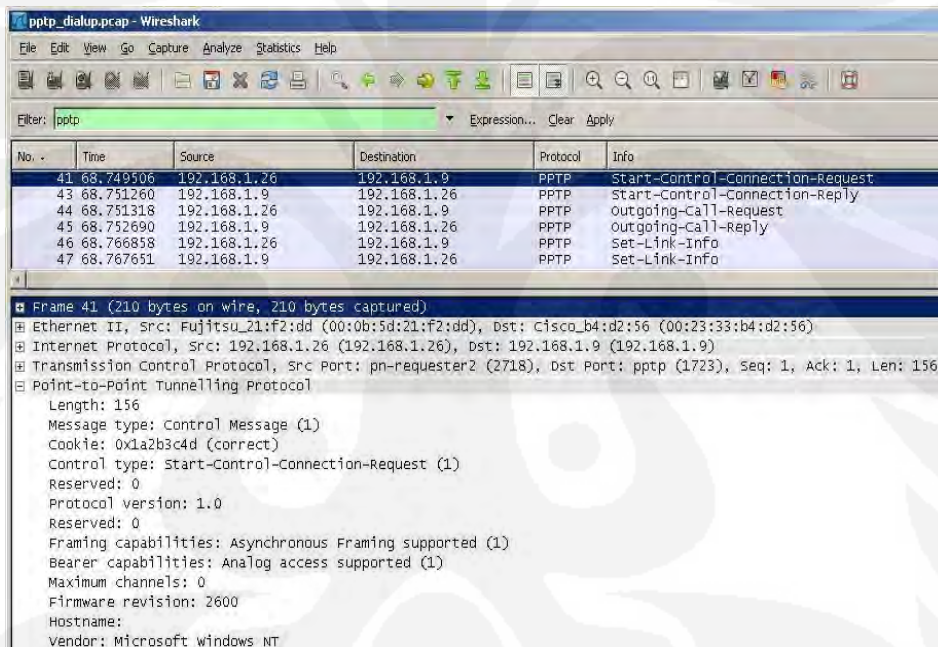 pptp_dialup.pcap - Wireshark
File Edit View Go Capture Analyze Statistics Help
Filter: pptp Expression... Clear Apply
No. Time Source Destination Protocol Info
41 68.749506 192.168.1.26 192.168.1.9 PPTP Start-Control-Connection-Request
43 68.751260 192.168.1.9 192.168.1.26 PPTP Start-Control-Connection-Reply
44 68.751318 192.168.1.26 192.168.1.9 PPTP Outgoing-Call-Request
45 68.752690 192.168.1.9 192.168.1.26 PPTP Outgoing-Call-Reply
46 68.766858 192.168.1.26 192.168.1.9 PPTP Set-Link-Info
47 68.767651 192.168.1.9 192.168.1.26 PPTP Set-Link-Info
Frame 41 (210 bytes on wire, 210 bytes captured)
Ethernet II, Src: Fujitsu_21:f2:dd (00:0b:5d:21:f2:dd), Dst: Cisco_b4:d2:56 (00:23:33:b4:d2:56)
Internet Protocol, Src: 192.168.1.26 (192.168.1.26), Dst: 192.168.1.9 (192.168.1.9)
Transmission Control Protocol, Src Port: pn-requester2 (2718), Dst Port: pptp (1723), Seq: 1, Ack: 1, Len: 156
Point-to-Point Tunnelling Protocol
Length: 156
Message type: Control Message (1)
Cookie: 0x1a2b3c4d (correct)
Control type: Start-Control-Connection-Request (1)
Reserved: 0
Protocol version: 1.0
Reserved: 0
Framing capabilities: Asynchronous Framing supported (1)
Bearer capabilities: Analog access supported (1)
Maximum channels: 0
Firmware revision: 2600
Hostname:
Vendor: Microsoft Windows NT